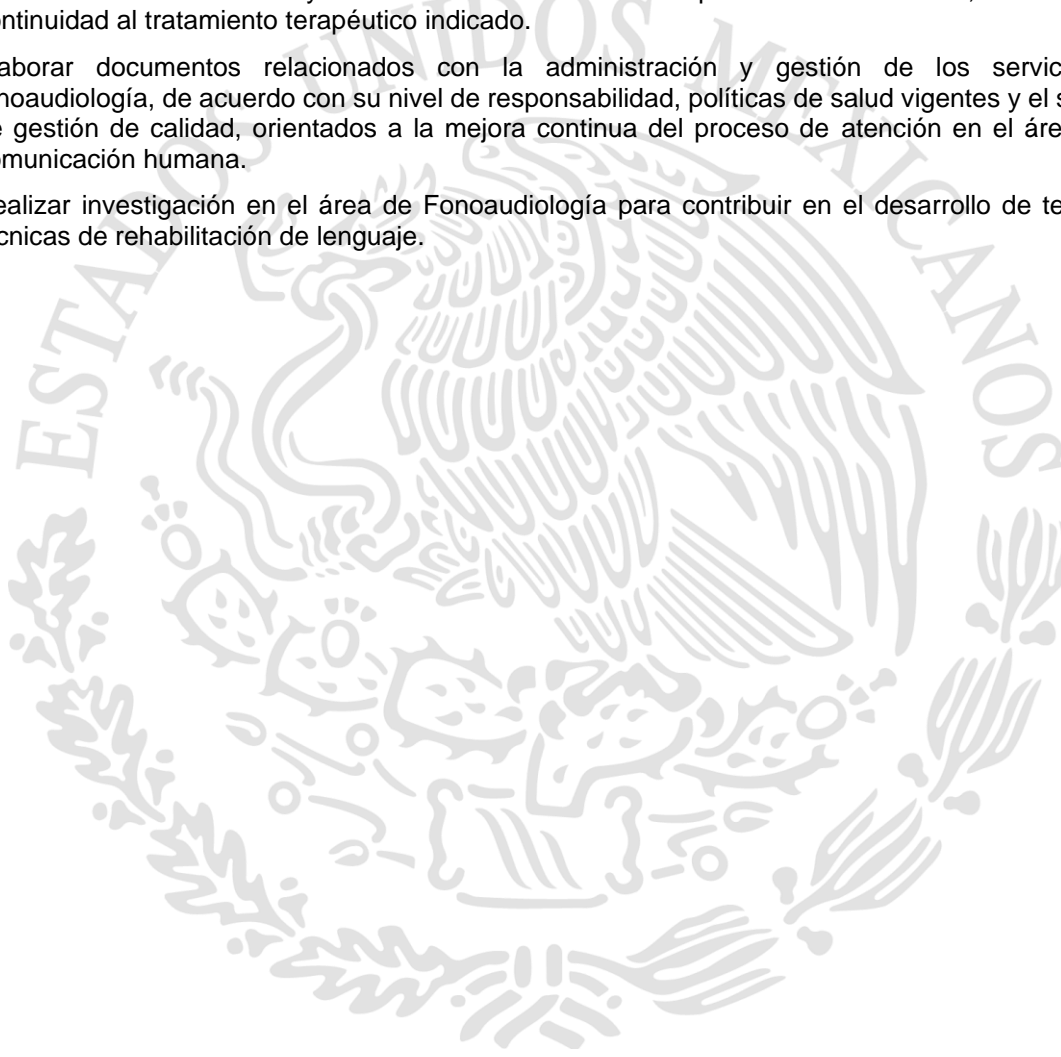 ontinuidad al tratamiento terapéutico indicado.
aborar documentos relacionados con la administración y gestión de los servic
noaudiología, de acuerdo con su nivel de responsabilidad, políticas de salud vigentes y el s
e gestión de calidad, orientados a la mejora continua del proceso de atención en el áre
omunicación humana.
ealizar investigación en el área de Fonoaudiología para contribuir en el desarrollo de te
cnicas de rehabilitación de lenguaje.
ESTADOS UNIDOS MEXICANOS